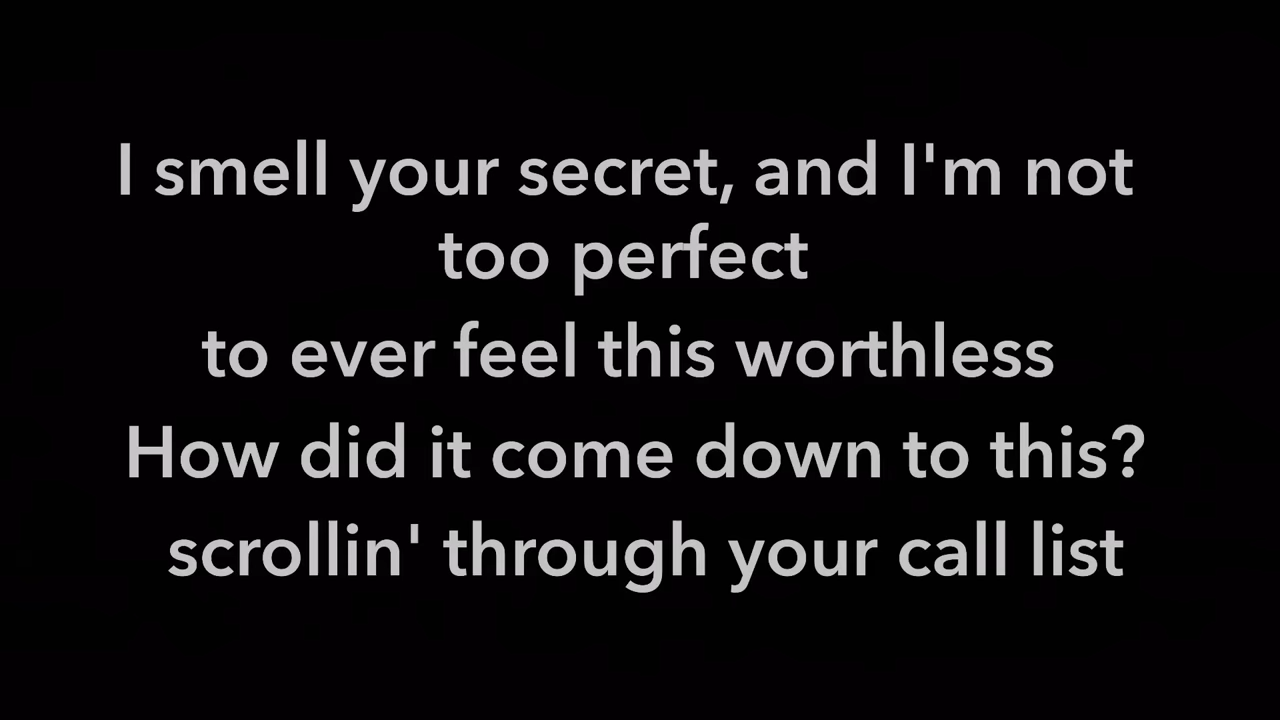 I smell your secret, and I'm not
too perfect
to ever feel this worthless
How did it come down to this?
scrollin' through your call list